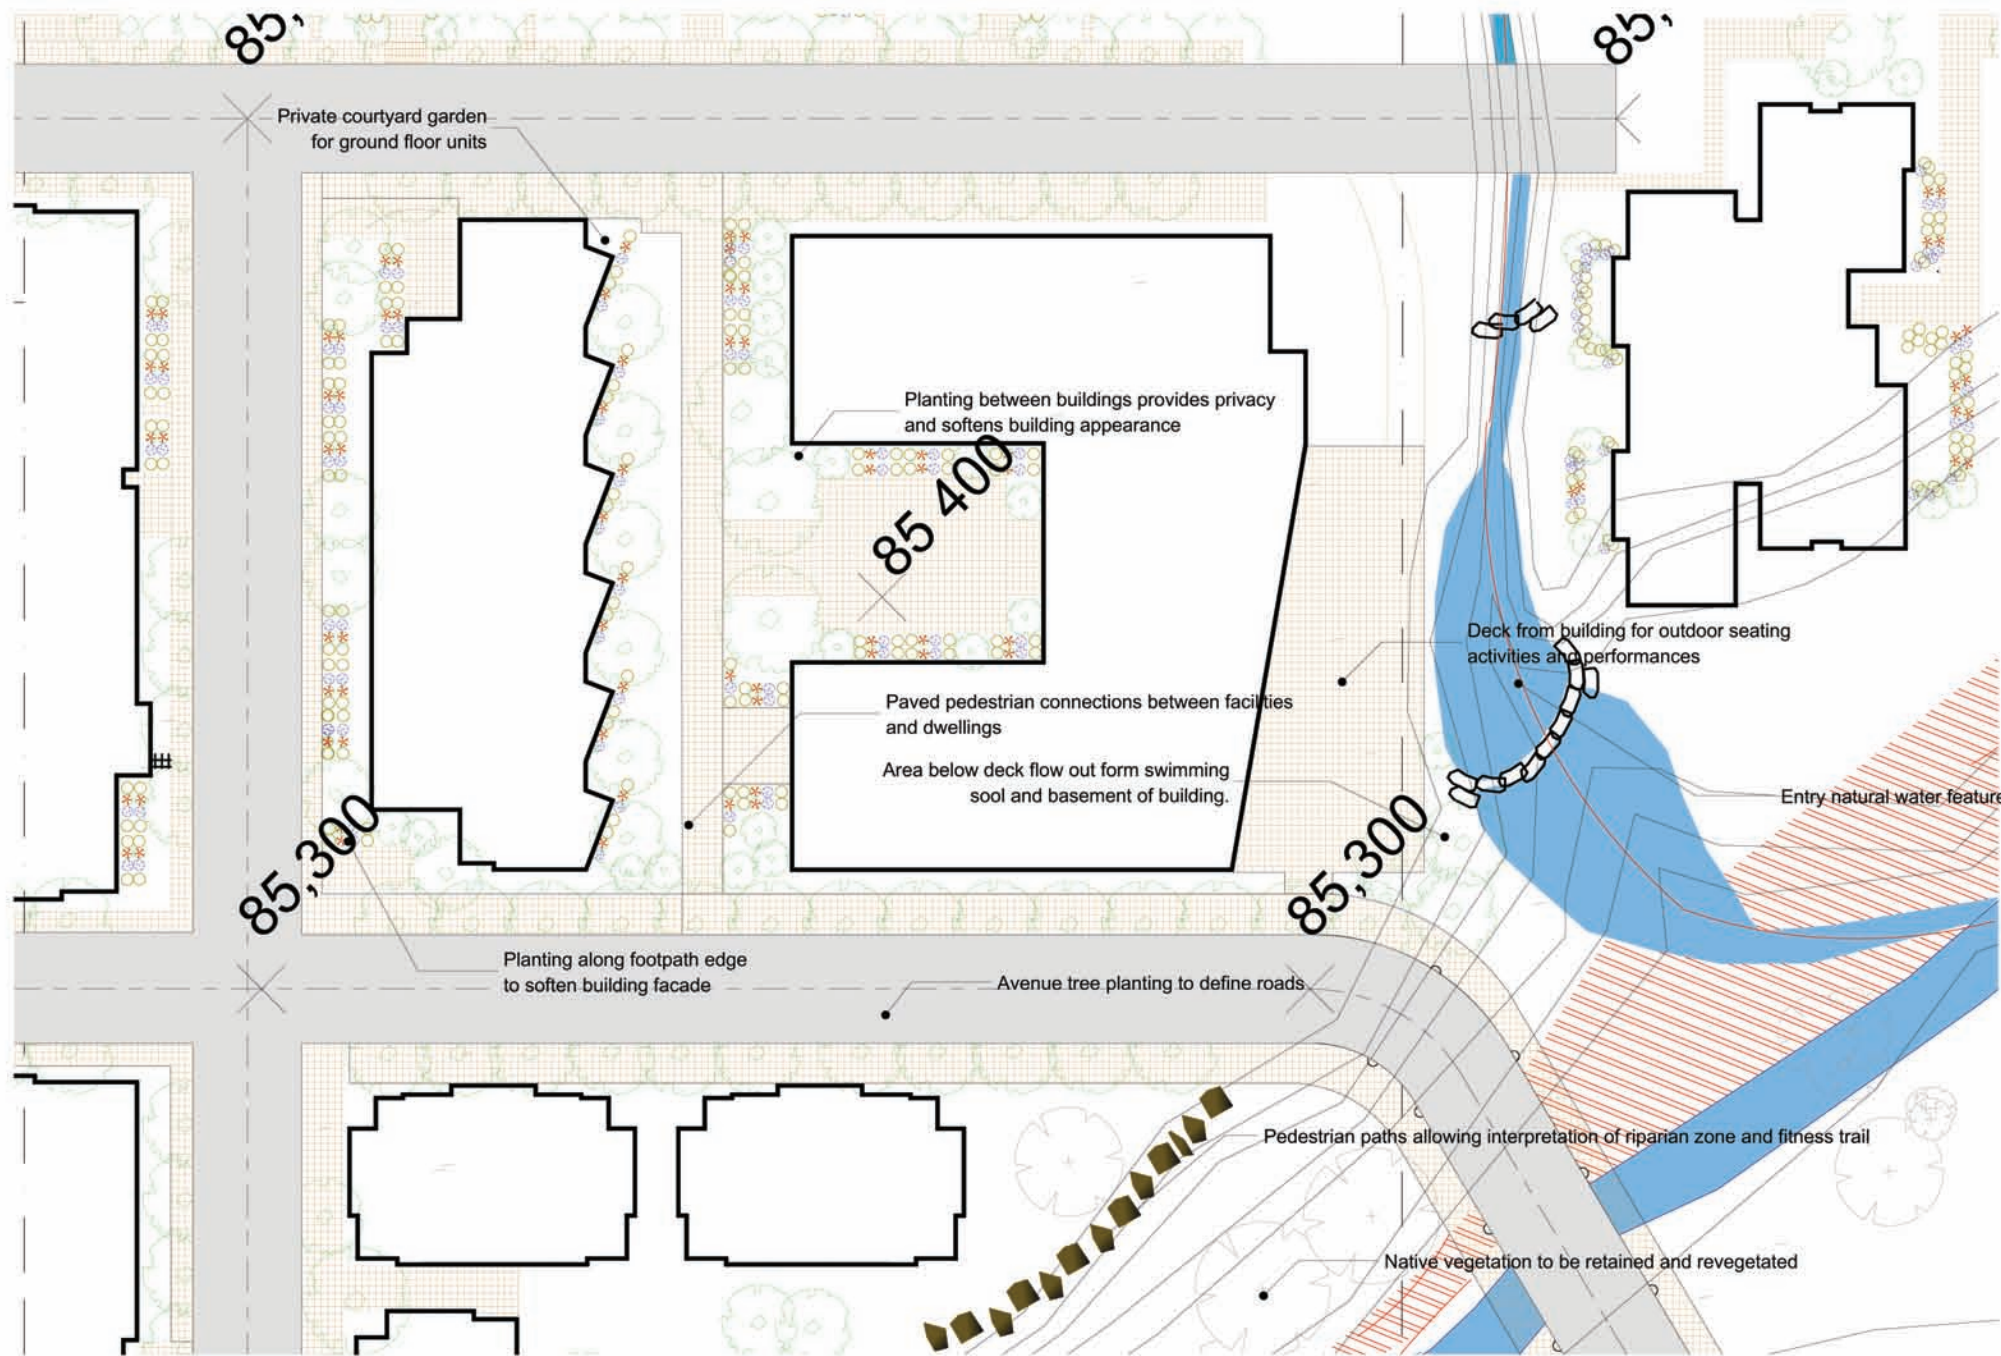 85,
85,
Private courtyard garden
for ground floor units
Planting between buildings provides privacy
and softens building appearance
85 400
Deck from building for outdoor seating
activities and performances
Paved pedestrian connections between facilities
and dwellings
Area below deck flow out form swimming
sool and basement of building.
Entry natural water feature
85,300
85,300
Planting along footpath edge
to soften building facade
Avenue tree planting to define roads
Pedestrian paths allowing interpretation of riparian zone and fitness trail
Native vegetation to be retained and revegetated